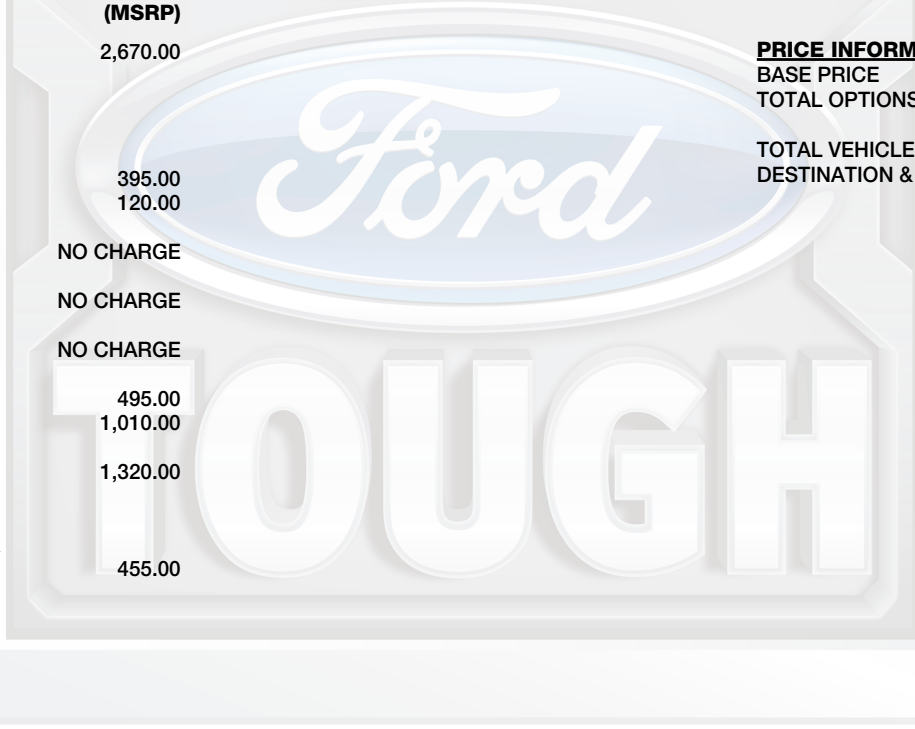 (MSRP)
2,670.00
395.00
120.00
NO CHARGE
NO CHARGE
NO CHARGE
495.00
1,010.00
1,320.00
455.00
PRICE INFORM
BASE PRICE
TOTAL OPTIONS
TOTAL VEHICLE
DESTINATION &
Ford
TOUGH